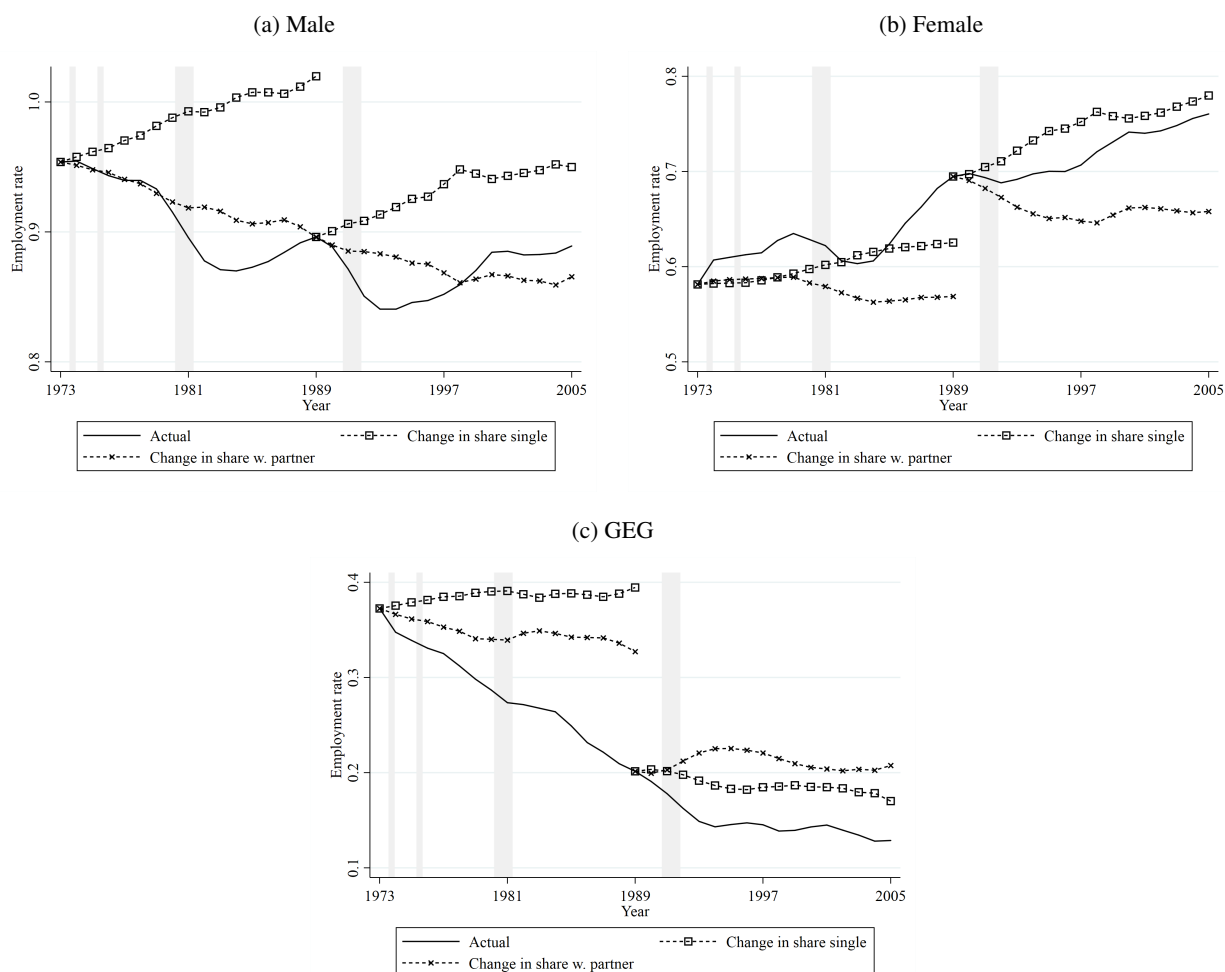 (a) Male
Employment rate
1.0
0.9
0.8
1973 1981 1989 1997 2005
Year
Actual Change in share single
Change in share w. partner
(b) Female
Employment rate
0.8
0.7
0.6
0.5
1973 1981 1989 1997 2005
Year
Actual Change in share single
Change in share w. partner
(c) GEG
Employment rate
0.4
0.3
0.2
0.1
1973 1981 1989 1997 2005
Year
Actual Change in share single
Change in share w. partner